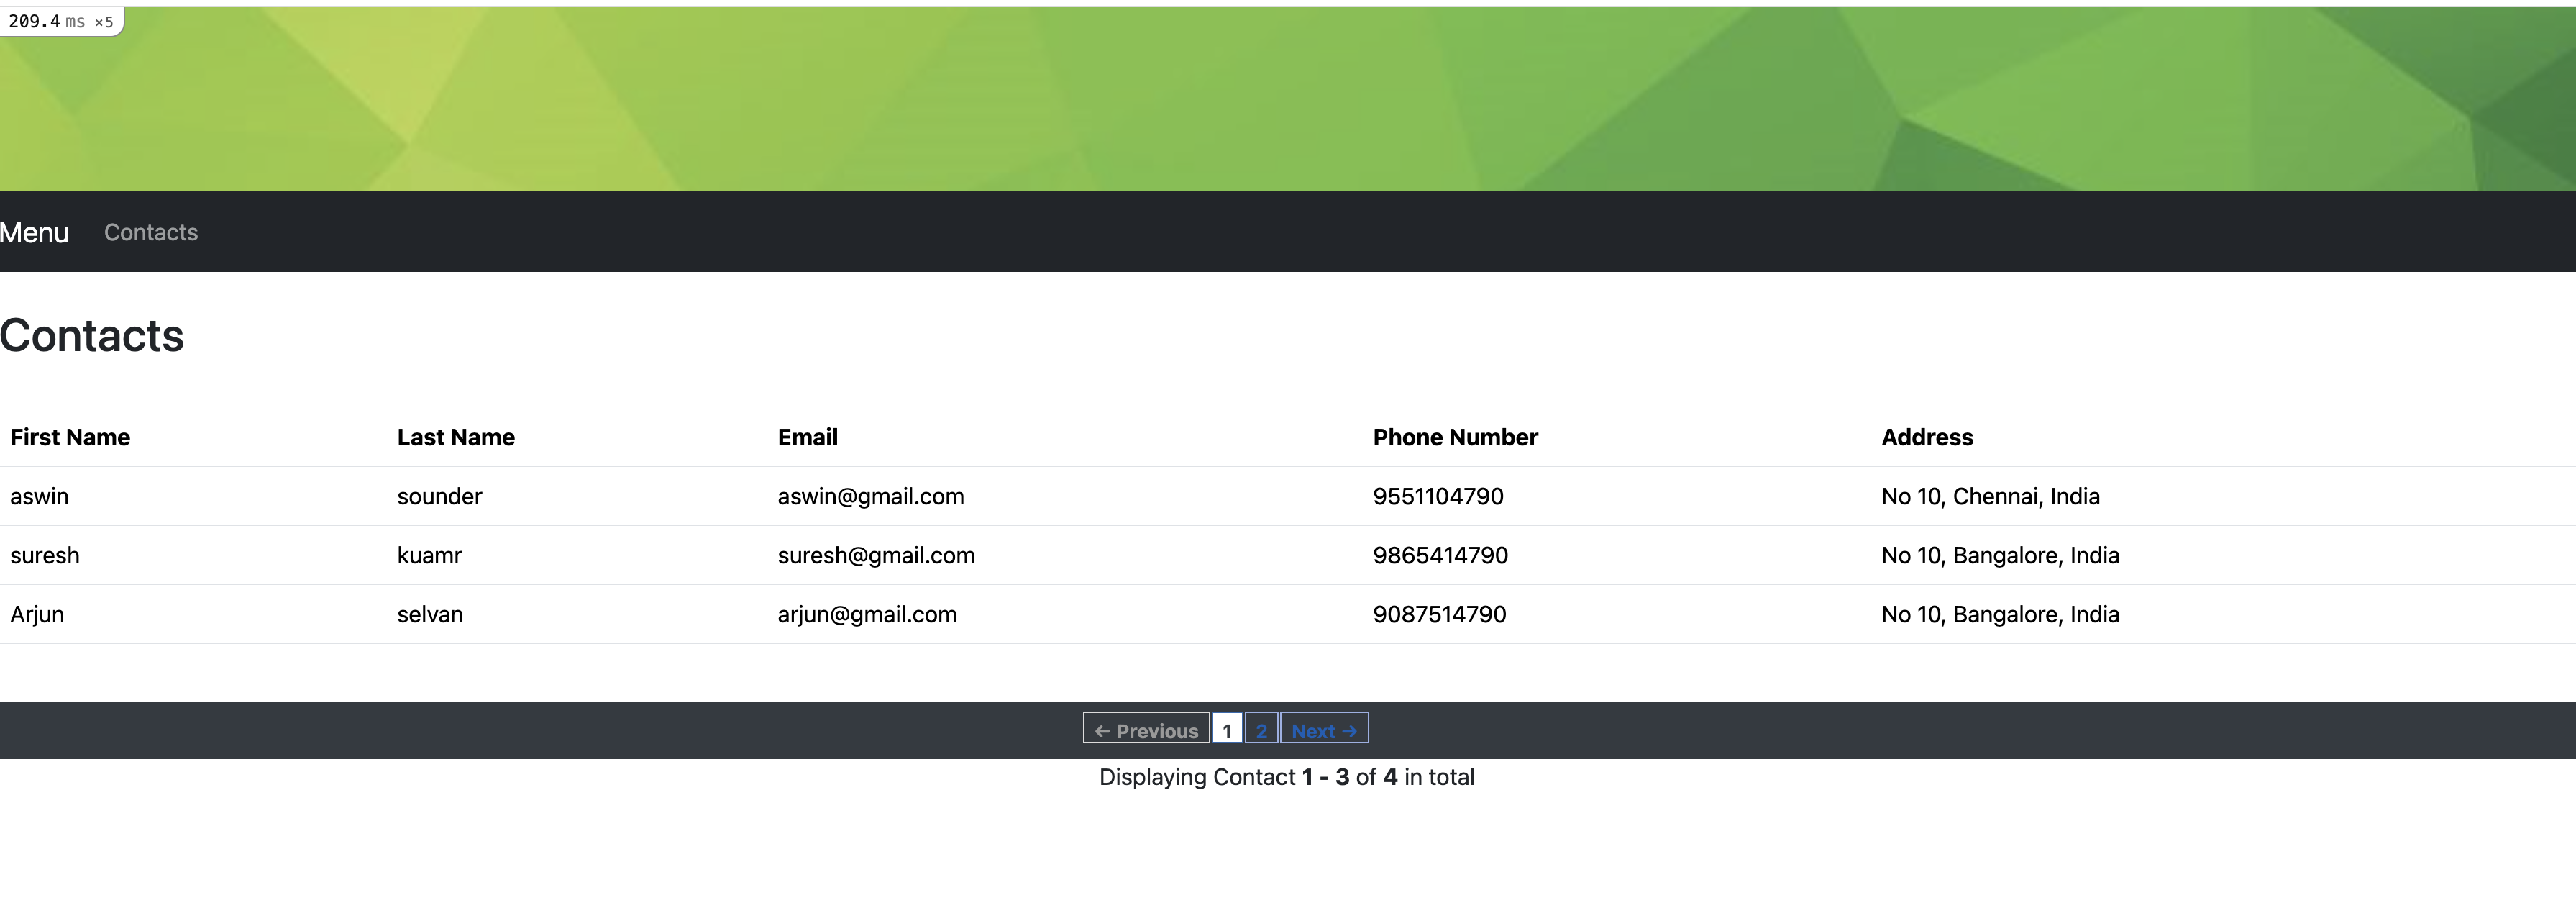 209.4 ms ×5
Menu Contacts
Contacts
First Name Last Name Email Phone Number Address
aswin sounder aswin@gmail.com 9551104790 No 10, Chennai, India
suresh kuamr suresh@gmail.com 9865414790 No 10, Bangalore, India
Arjun selvan arjun@gmail.com 9087514790 No 10, Bangalore, India
← Previous 1 2 Next →
Displaying Contact 1 - 3 of 4 in total